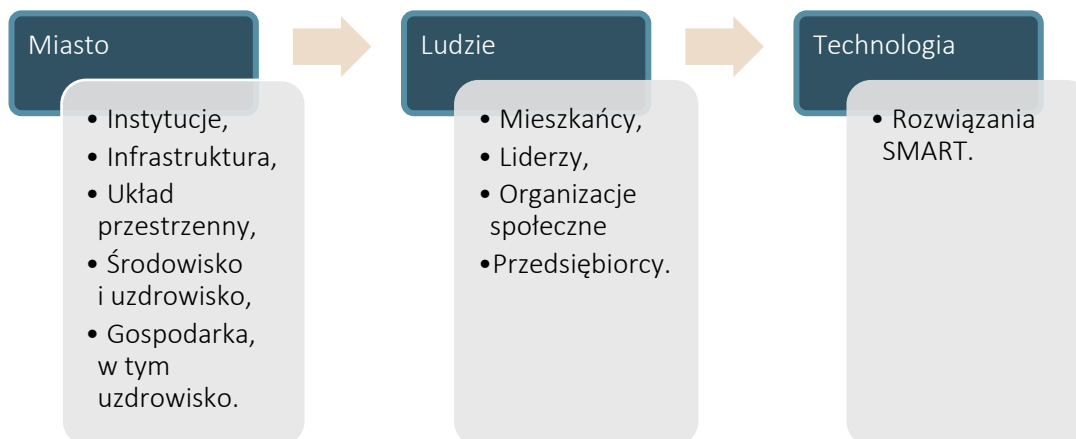 Miasto
• Instytucje,
• Infrastruktura,
• Układ
przestrzenny,
• Środowisko
i uzdrowisko,
• Gospodarka,
w tym
uzdrowisko.
Ludzie
• Mieszkańcy,
• Liderzy,
• Organizacje
społeczne
•Przedsiębiorcy.
Technologia
• Rozwiązania
SMART.